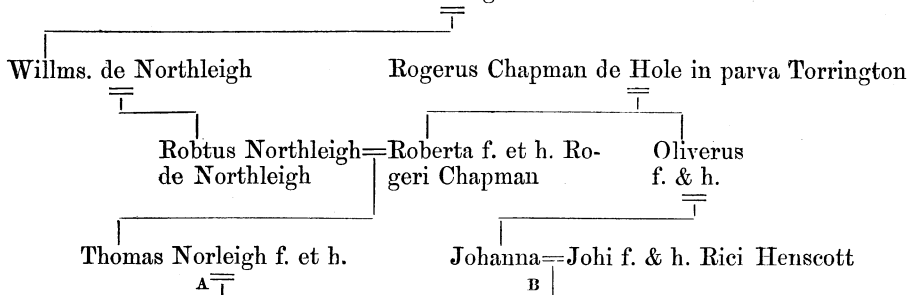 Willms. de Northleigh
Rogerus Chapman de Hole in parva Torrington
Robtus Northleigh=Roberta f. et h. Ro-
de Northleigh
geri Chapman
Oliverus
f. & h.
Thomas Norleigh f. et h.
Johanna=Johi f. & h. Rici Henscott
A
B